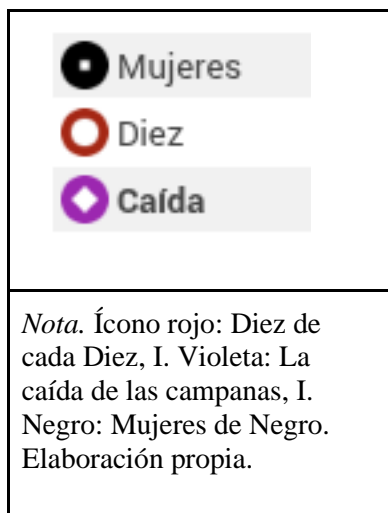 Mujeres
Diez
Caída
Nota. Ícono rojo: Diez de
cada Diez, I. Violeta: La
caída de las campanas, I.
Negro: Mujeres de Negro.
Elaboración propia.